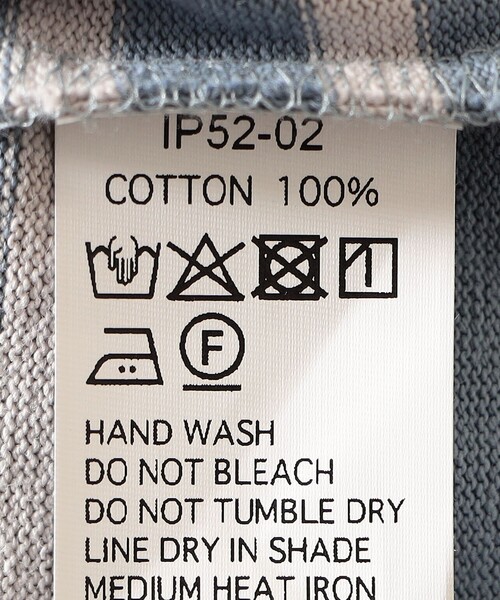 IP52-02
COTTON 100%
F
HAND WASH
DO NOT BLEACH
DO NOT TUMBLE DRY
LINE DRY IN SHADE
MEDIUM HEAT IRON